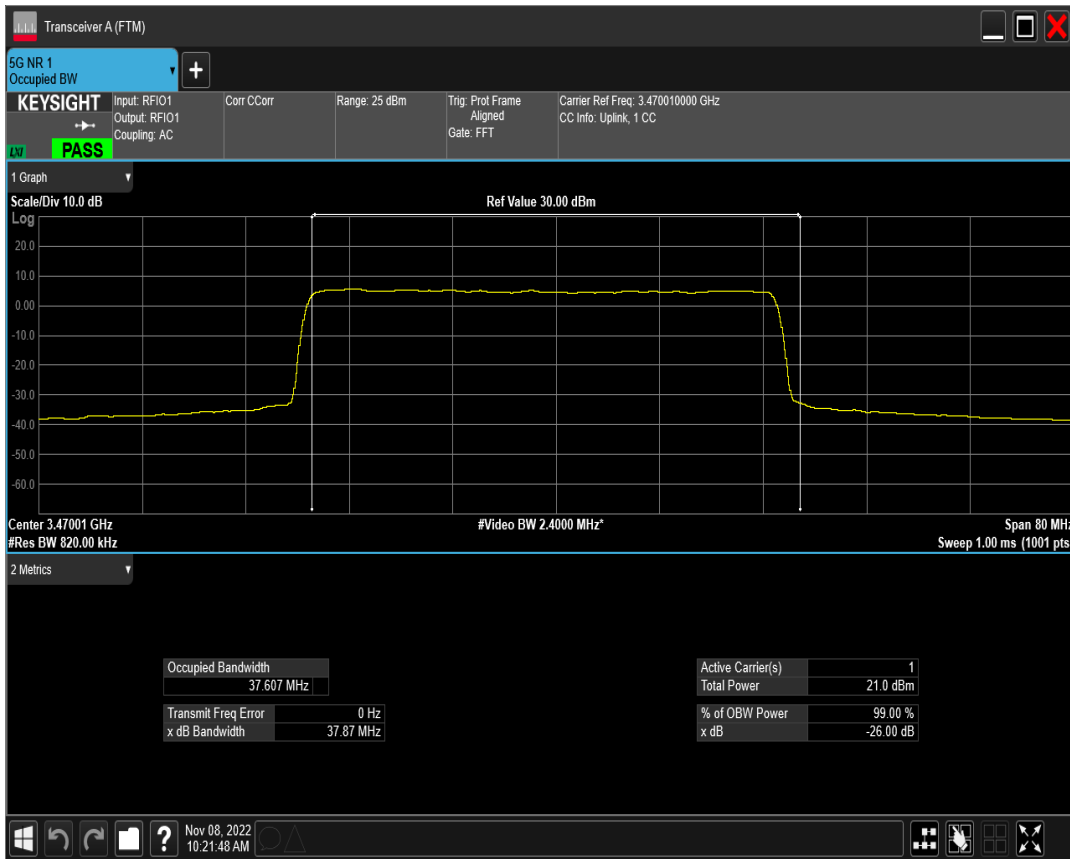 Transceiver A (FTM)
5G NR 1
Occupied BW
+
KEYSIGHT
LXI
PASS
Input: RFIO1
Output: RFIO1
Coupling: AC
Corr CCorr
Range: 25 dBm
Trig: Prot Frame
Aligned
Gate: FFT
Carrier Ref Freq: 3.470010000 GHz
CC Info: Uplink, 1 CC
1 Graph
Scale/Div 10.0 dB
Ref Value 30.00 dBm
Log
20.0
10.0
0.00
-10.0
-20.0
-30.0
-40.0
-50.0
-60.0
Center 3.47001 GHz
#Video BW 2.4000 MHz*
Span 80 MHz
#Res BW 820.00 kHz
Sweep 1.00 ms (1001 pts
2 Metrics
Occupied Bandwidth
37.607 MHz
Transmit Freq Error 0 Hz
x dB Bandwidth 37.87 MHz
Active Carrier(s) 1
Total Power 21.0 dBm
% of OBW Power 99.00 %
x dB -26.00 dB
?
Nov 08, 2022
10:21:48 AM